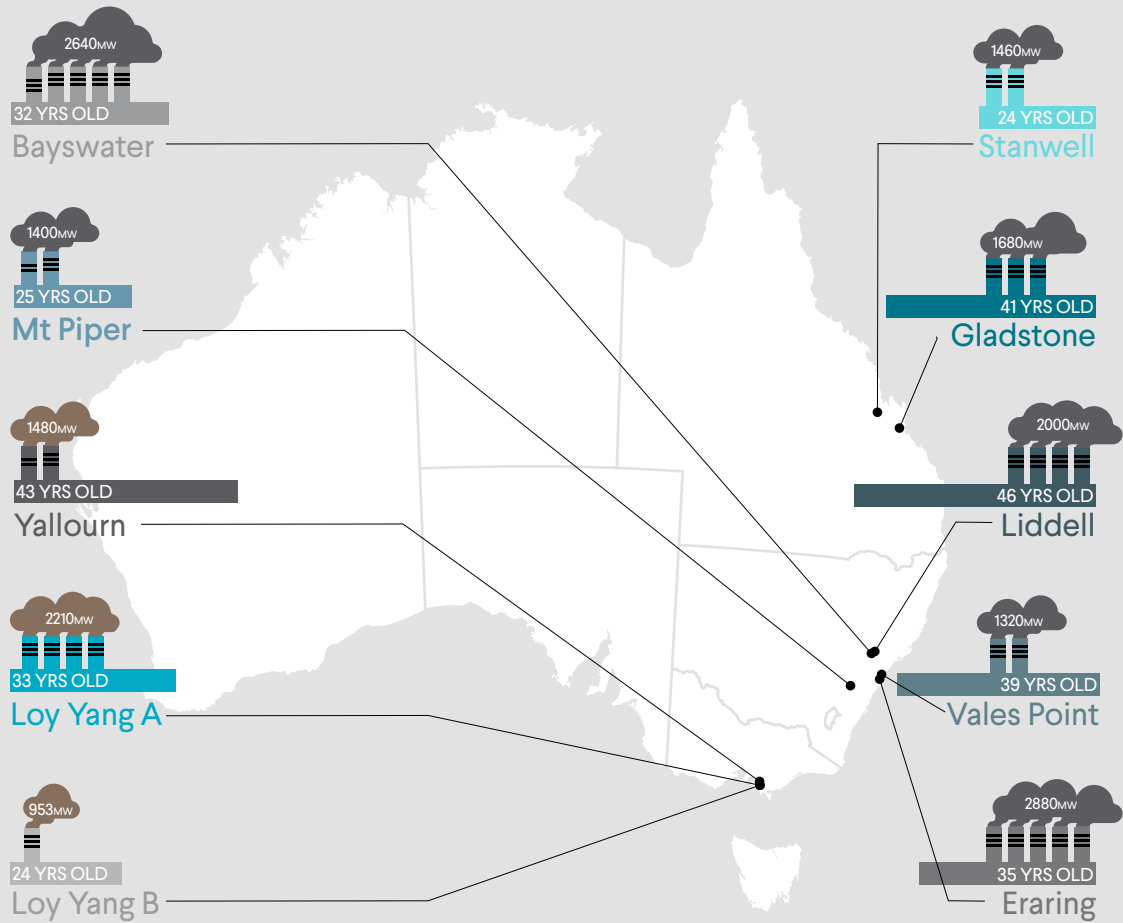 2640MW
32 YRS OLD
Bayswater
1400MW
25 YRS OLD
Mt Piper
1480MW
43 YRS OLD
Yallourn
2210MW
33 YRS OLD
Loy Yang A
953MW
24 YRS OLD
Loy Yang B
1460MW
24 YRS OLD
Stanwell
1680MW
41 YRS OLD
Gladstone
2000MW
46 YRS OLD
Liddell
1320MW
39 YRS OLD
Vales Point
2880MW
35 YRS OLD
Eraring